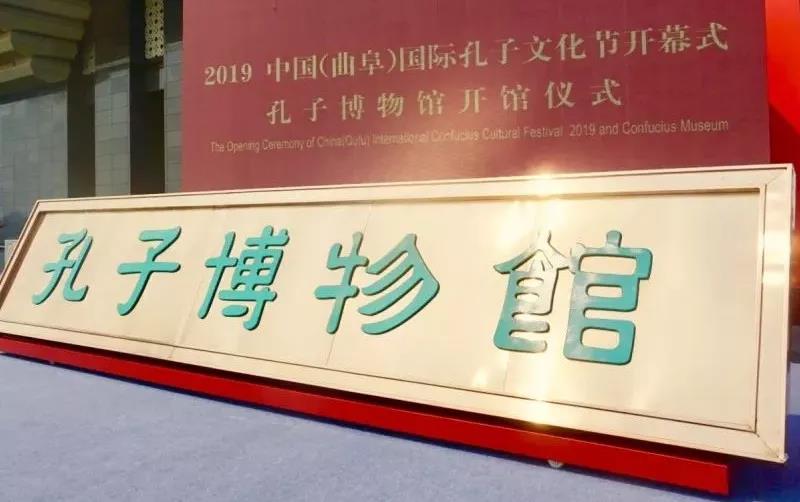 2019 中国(曲阜)国际孔子文化节开幕式
孔子博物馆开馆仪式
The Opening Ceremony of China(Qufu) International Confucius Cultural Festival 2019 and Confucius Museum
孔子博物館